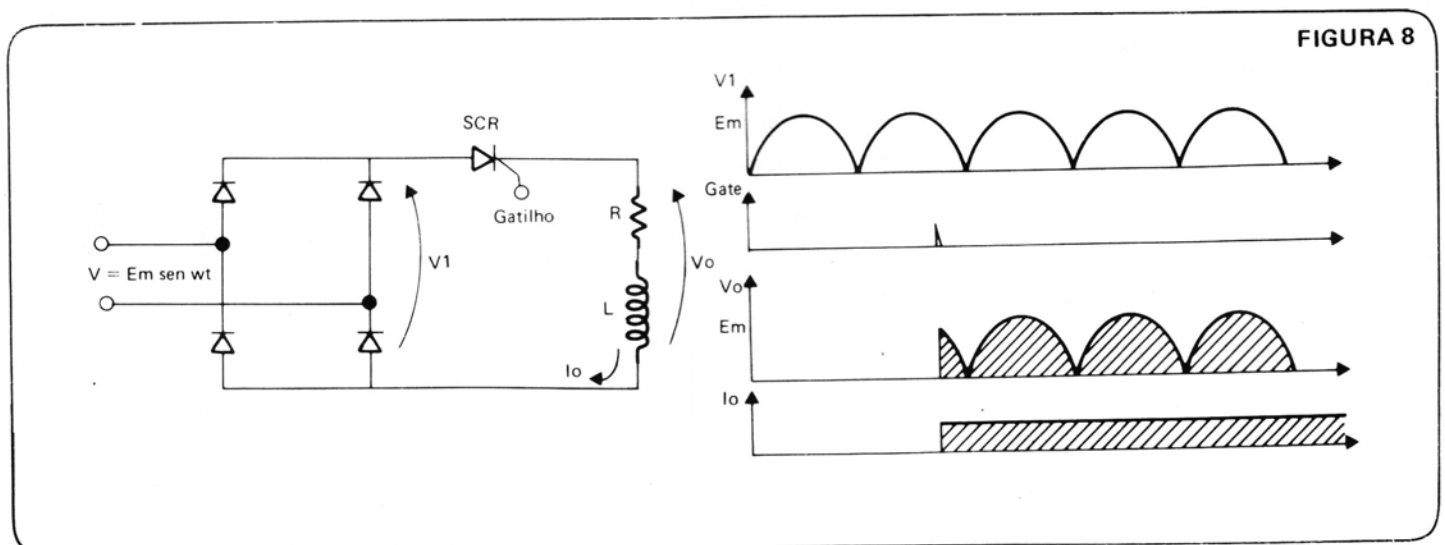 FIGURA 8
SCR
Gatilho
V = Em sen wt
V1
R
L
Vo
Io
V1
Em
Gate
Vo
Em
Io